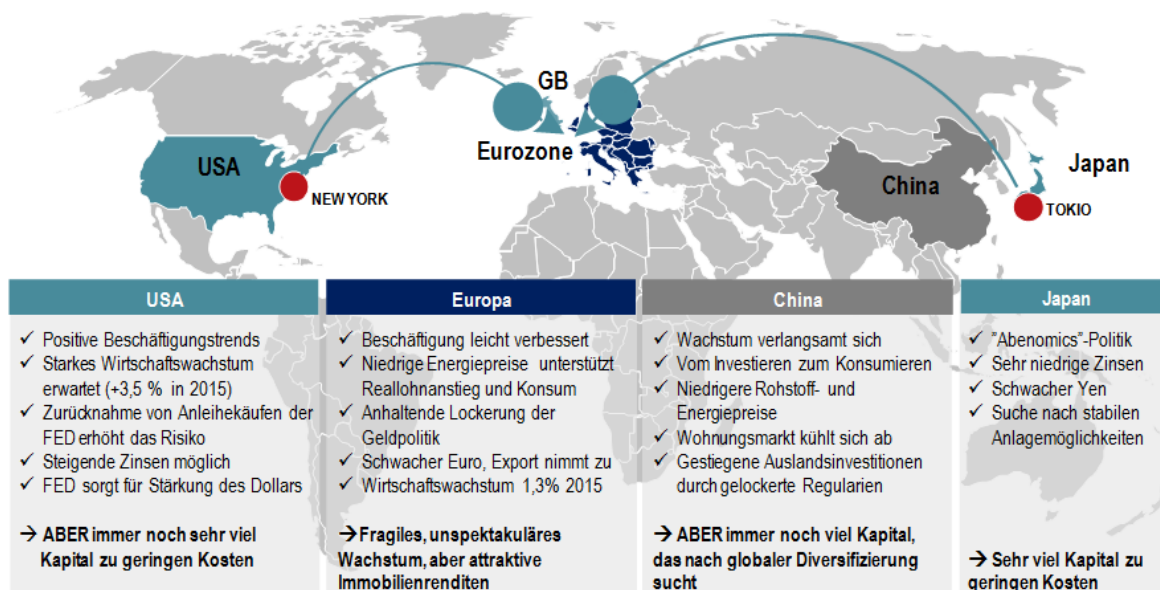 GB
USA
Eurozone
China
Japan
NEW YORK
TOKIO
USA
✓ Positive Beschäftigungstrends
✓ Starkes Wirtschaftswachstum
erwartet (+3,5 % in 2015)
✓ Zurücknahme von Anleihekäufen der
FED erhöht das Risiko
✓ Steigende Zinsen möglich
✓ FED sorgt für Stärkung des Dollars
→ ABER immer noch sehr viel
Kapital zu geringen Kosten
Europa
✓ Beschäftigung leicht verbessert
✓ Niedrige Energiepreise unterstützt
Reallohnanstieg und Konsum
✓ Anhaltende Lockerung der
Geldpolitik
✓ Schwacher Euro, Export nimmt zu
✓ Wirtschaftswachstum 1,3% 2015
→ Fragiles, unspektakuläres
Wachstum, aber attraktive
Immobilienrenditen
China
✓ Wachstum verlangsamt sich
✓ Vom Investieren zum Konsumieren
✓ Niedrigere Rohstoff- und
Energiepreise
✓ Wohnungsmarkt kühlt sich ab
✓ Gestiegene Auslandsinvestitionen
durch gelockerte Regularien
→ ABER immer noch viel Kapital,
das nach globaler Diversifizierung
sucht
Japan
✓ "Abenomics"-Politik
✓ Sehr niedrige Zinsen
✓ Schwacher Yen
✓ Suche nach stabilen
Anlagemöglichkeiten
→ Sehr viel Kapital zu
geringen Kosten